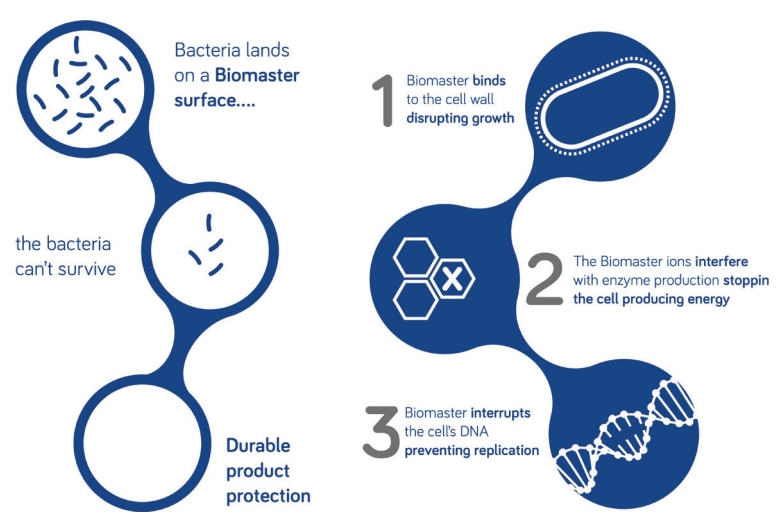 Bacteria lands
on a Biomaster
surface....
the bacteria
can't survive
Durable
product
protection
1
Biomaster binds
to the cell wall
disrupting growth
2
The Biomaster ions interfere
with enzyme production stoppin
the cell producing energy
3
Biomaster interrupts
the cell's DNA
preventing replication